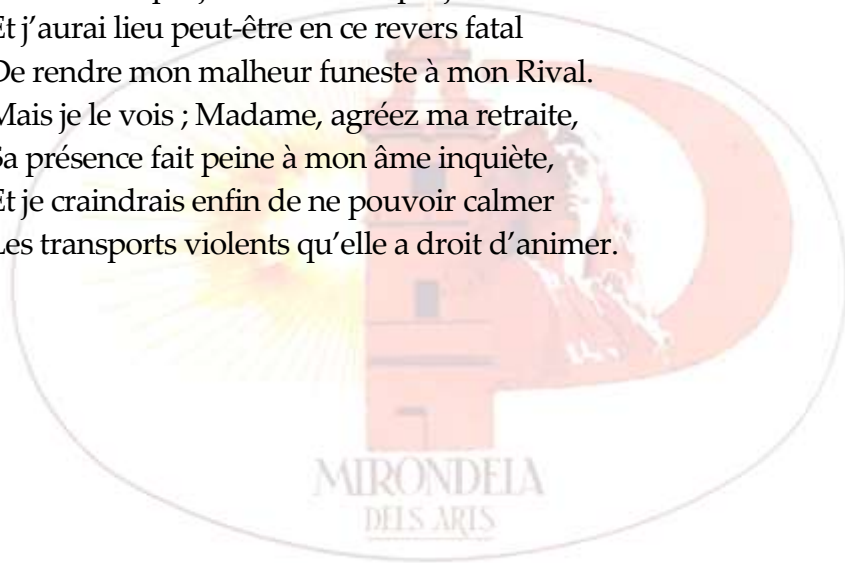 Et j’aurai lieu peut-être en ce revers fatal
De rendre mon malheur funeste à mon Rival.
Mais je le vois ; Madame, agréez ma retraite,
Sa présence fait peine à mon âme inquiète,
Et je craindrais enfin de ne pouvoir calmer
Les transports violents qu’elle a droit d’animer.
MIRONDELA
DELS ARTS